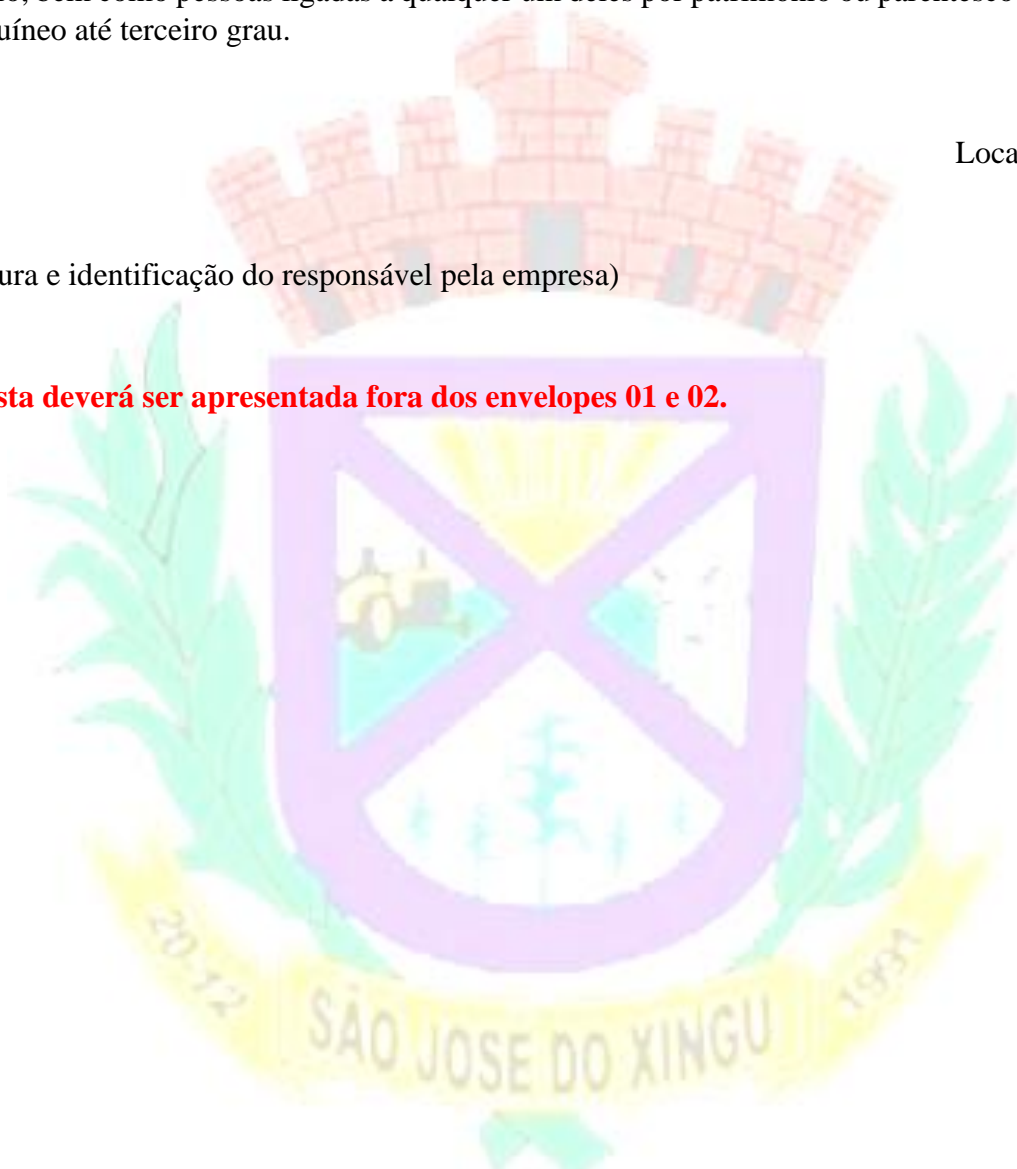 o, bem como pessoas ligadas a qualquer um deles por patrimônio ou parentesco
uíneo até terceiro grau.
Loca
ura e identificação do responsável pela empresa)
sta deverá ser apresentada fora dos envelopes 01 e 02.
20-12
1991
SÃO JOSE DO XINGU